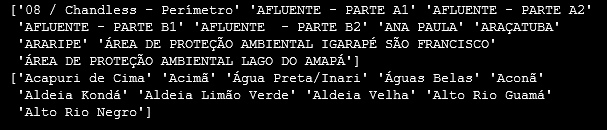 ['08 / Chandless - Perímetro' 'AFLUENTE - PARTE A1' 'AFLUENTE - PARTE A2'
 'AFLUENTE - PARTE B1' 'AFLUENTE  - PARTE B2' 'ANA PAULA' 'ARAÇATUBA'
 'ARARIPE' 'ÁREA DE PROTEÇÃO AMBIENTAL IGARAPÉ SÃO FRANCISCO'
 'ÁREA DE PROTEÇÃO AMBIENTAL LAGO DO AMAPÁ']
['Acapuri de Cima' 'Acimã' 'Água Preta/Inari' 'Águas Belas' 'Aconã'
 'Aldeia Kondá' 'Aldeia Limão Verde' 'Aldeia Velha' 'Alto Rio Guamá'
 'Alto Rio Negro']